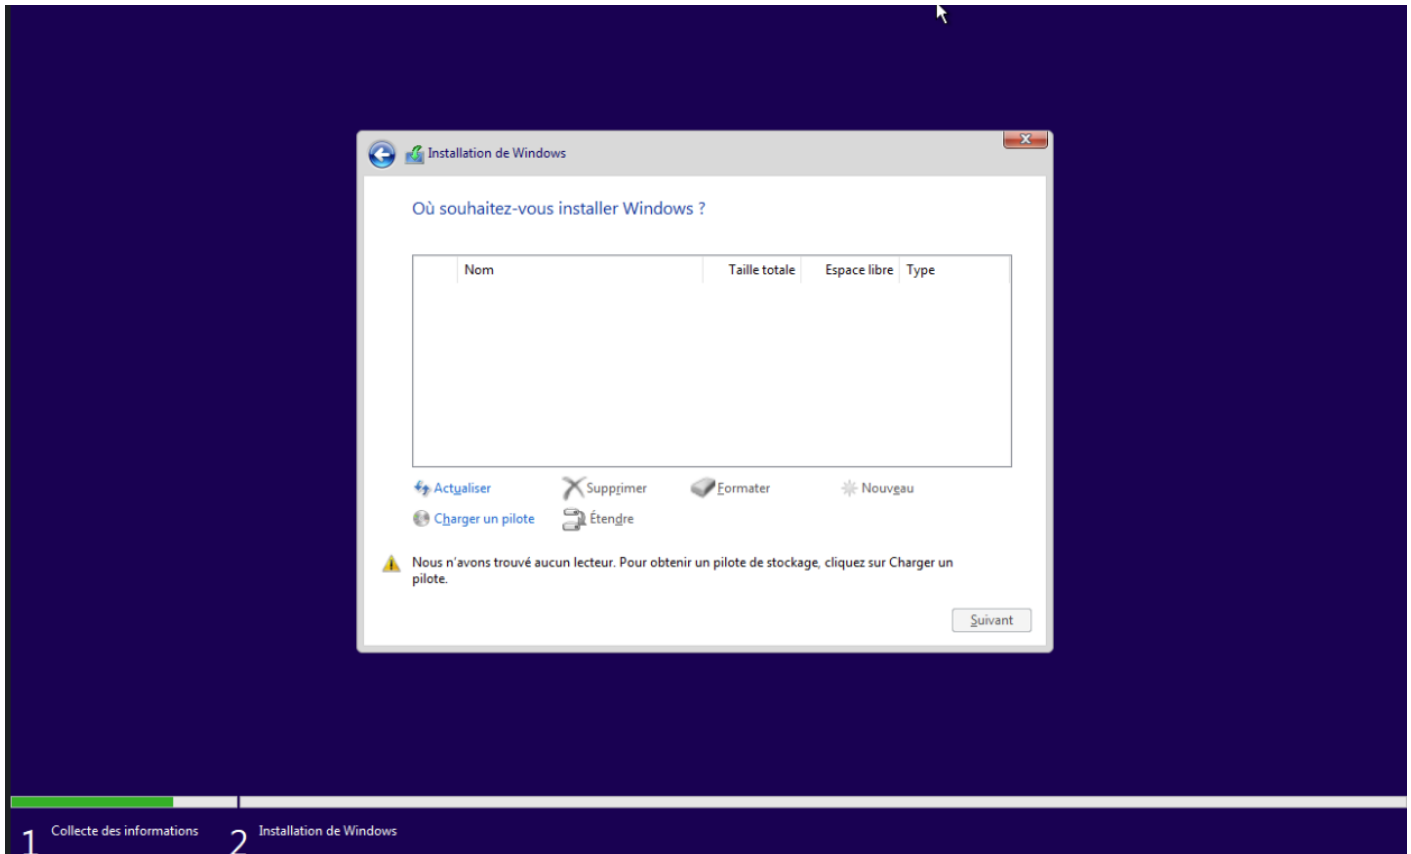 Installation de Windows
Où souhaitez-vous installer Windows ?
Nom Taille totale Espace libre Type
Actualiser Supprimer Formater Nouveau
Charger un pilote Étendre
Nous n'avons trouvé aucun lecteur. Pour obtenir un pilote de stockage, cliquez sur Charger un
pilote.
Suivant
1 Collecte des informations 2 Installation de Windows